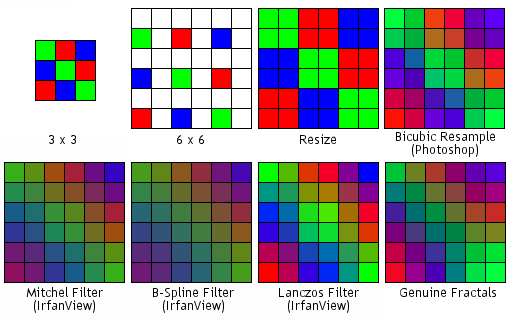 3 x 3
6 x 6
Resize
Bicubic Resample
(Photoshop)
Mitchel Filter
(IrfanView)
B-Spline Filter
(IrfanView)
Lanczos Filter
(IrfanView)
Genuine Fractals